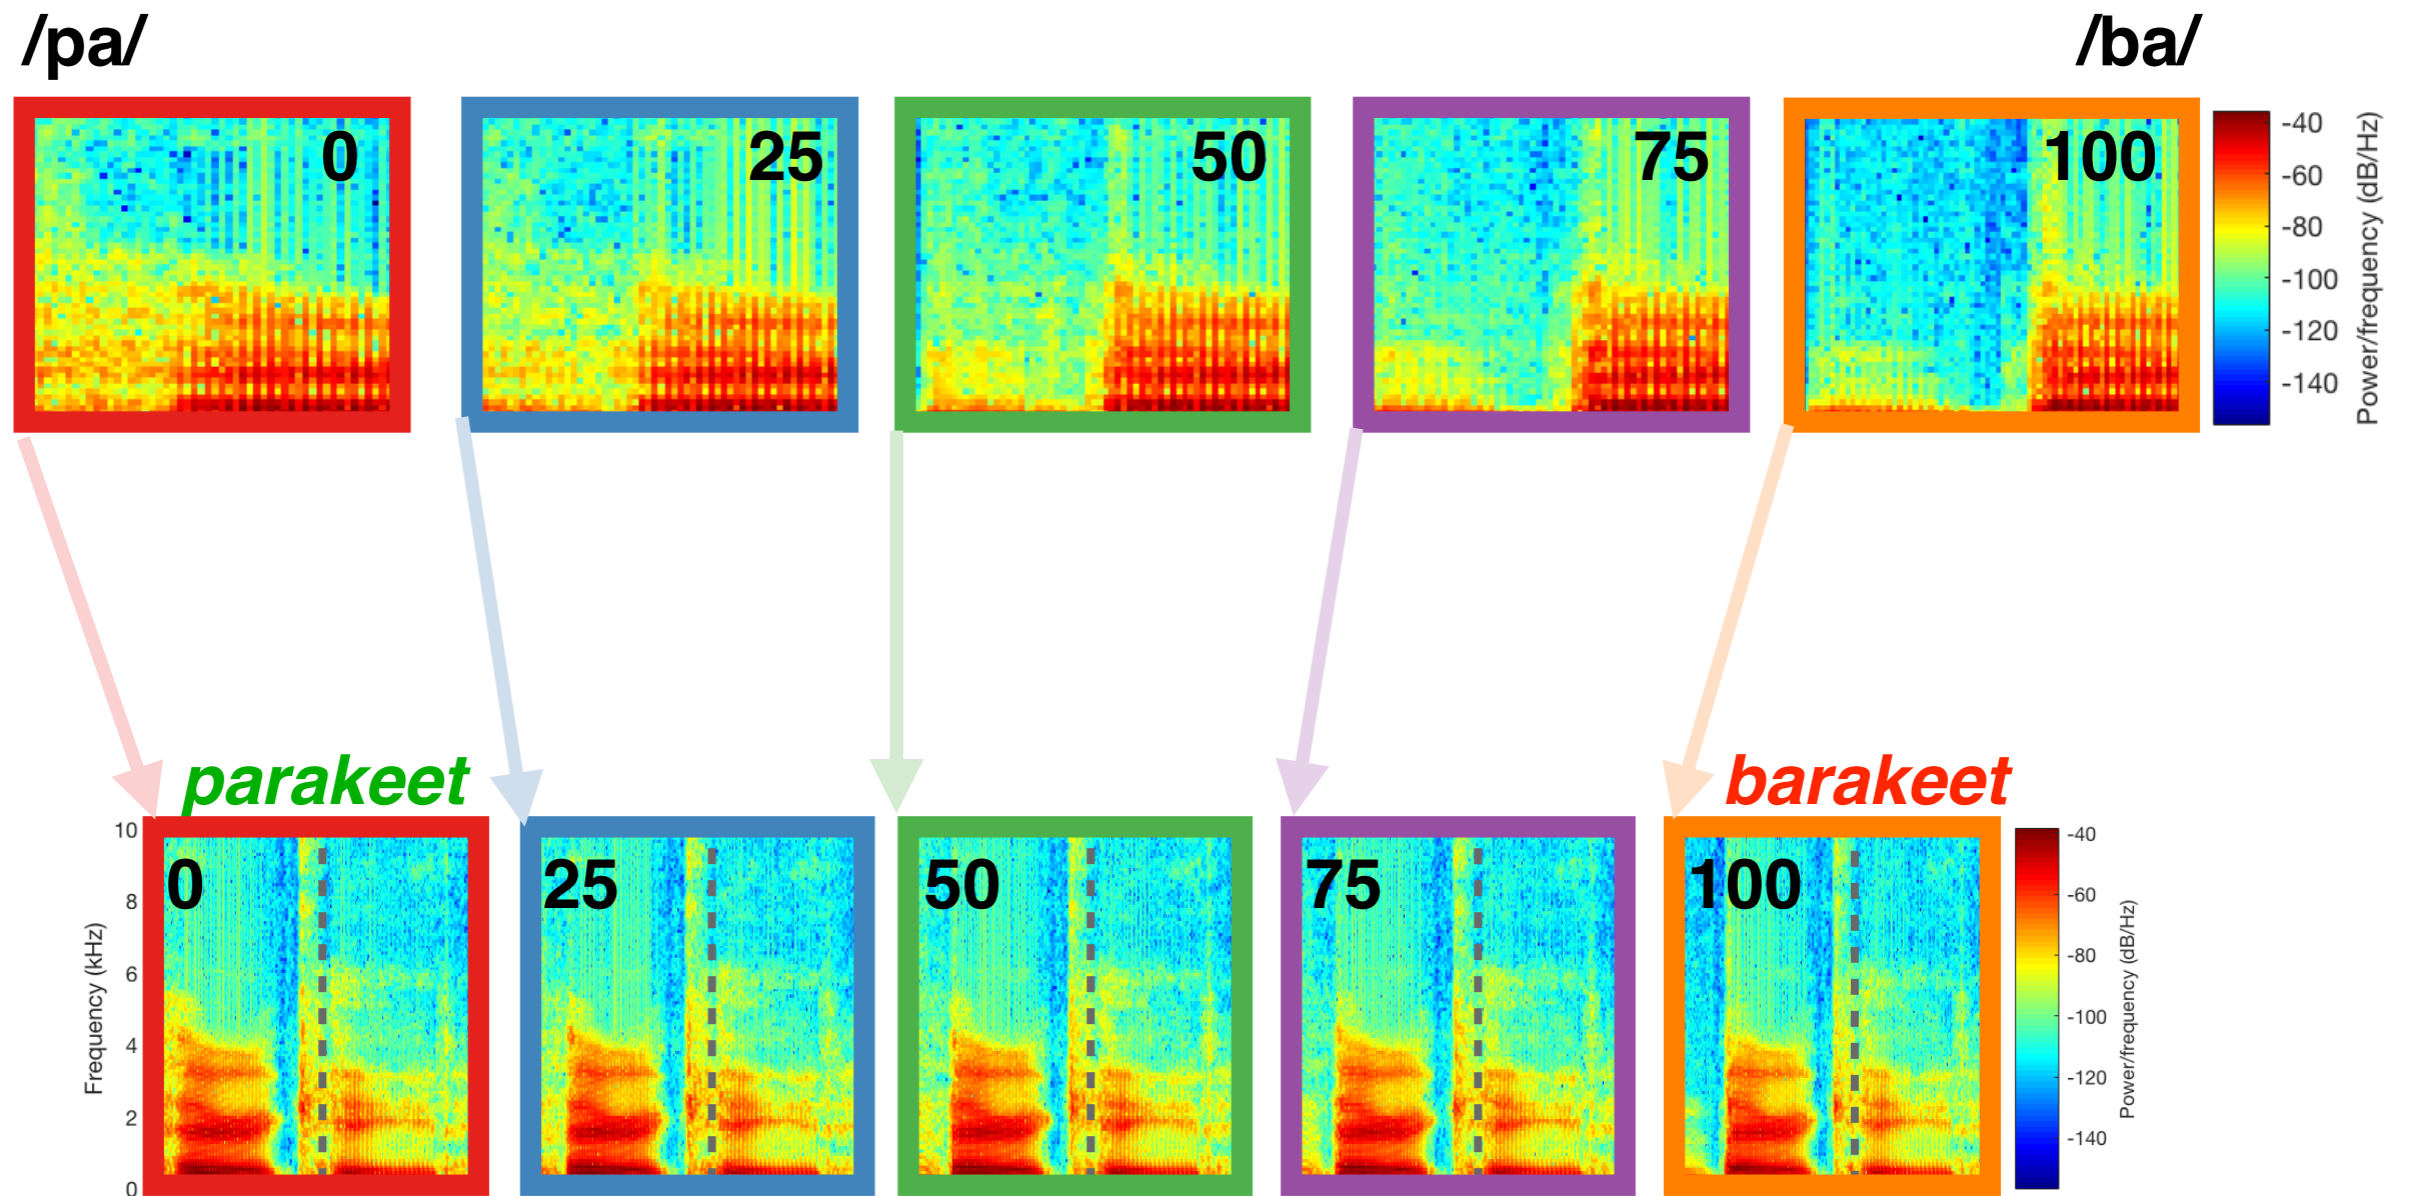 /pa/ /ba/
0 25 50 75 100
-40
-60
-80
-100
-120
-140
Power/frequency (dB/Hz)
parakeet barakeet
0 25 50 75 100
10
8
6
4
2
0
Frequency (kHz)
-40
-60
-80
-100
-120
-140
Power/frequency (dB/Hz)